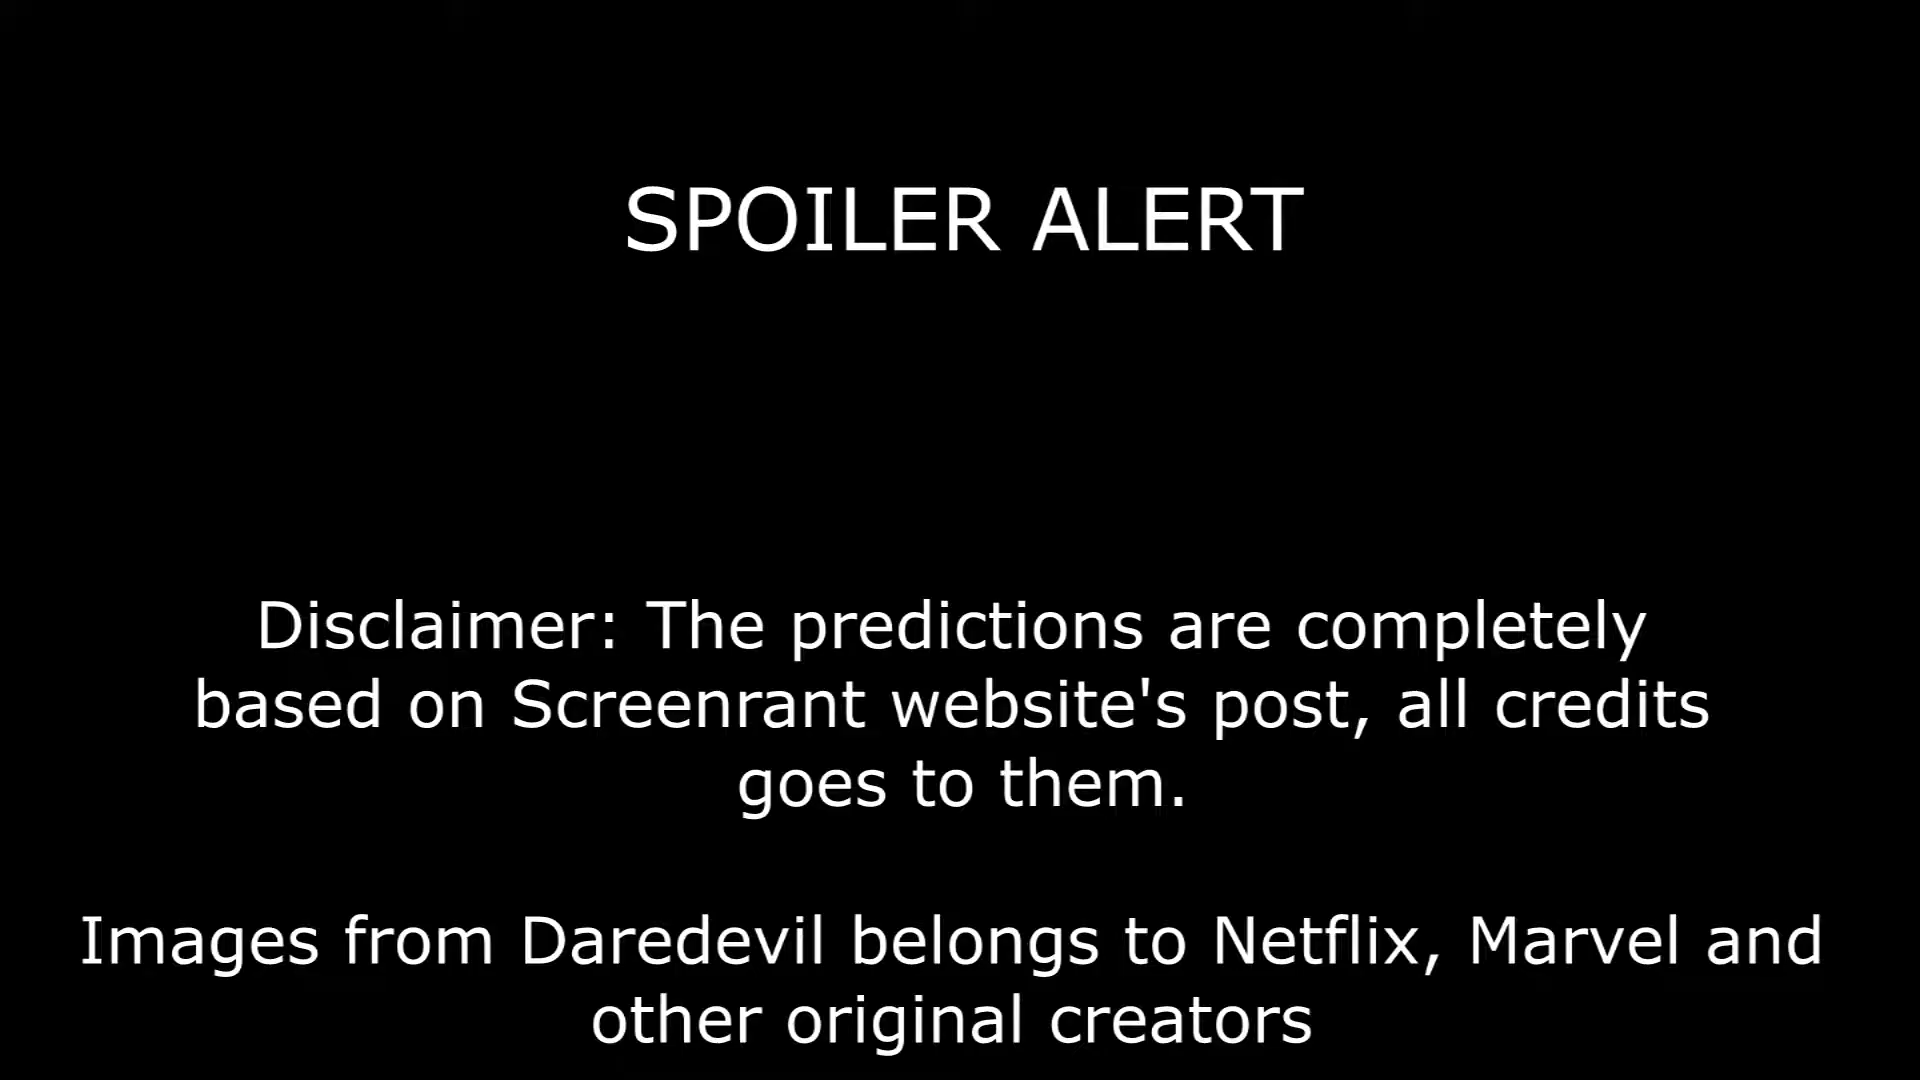 SPOILER ALERT
Disclaimer: The predictions are completely
based on Screenrant website's post, all credits
goes to them.
Images from Daredevil belongs to Netflix, Marvel and
other original creators